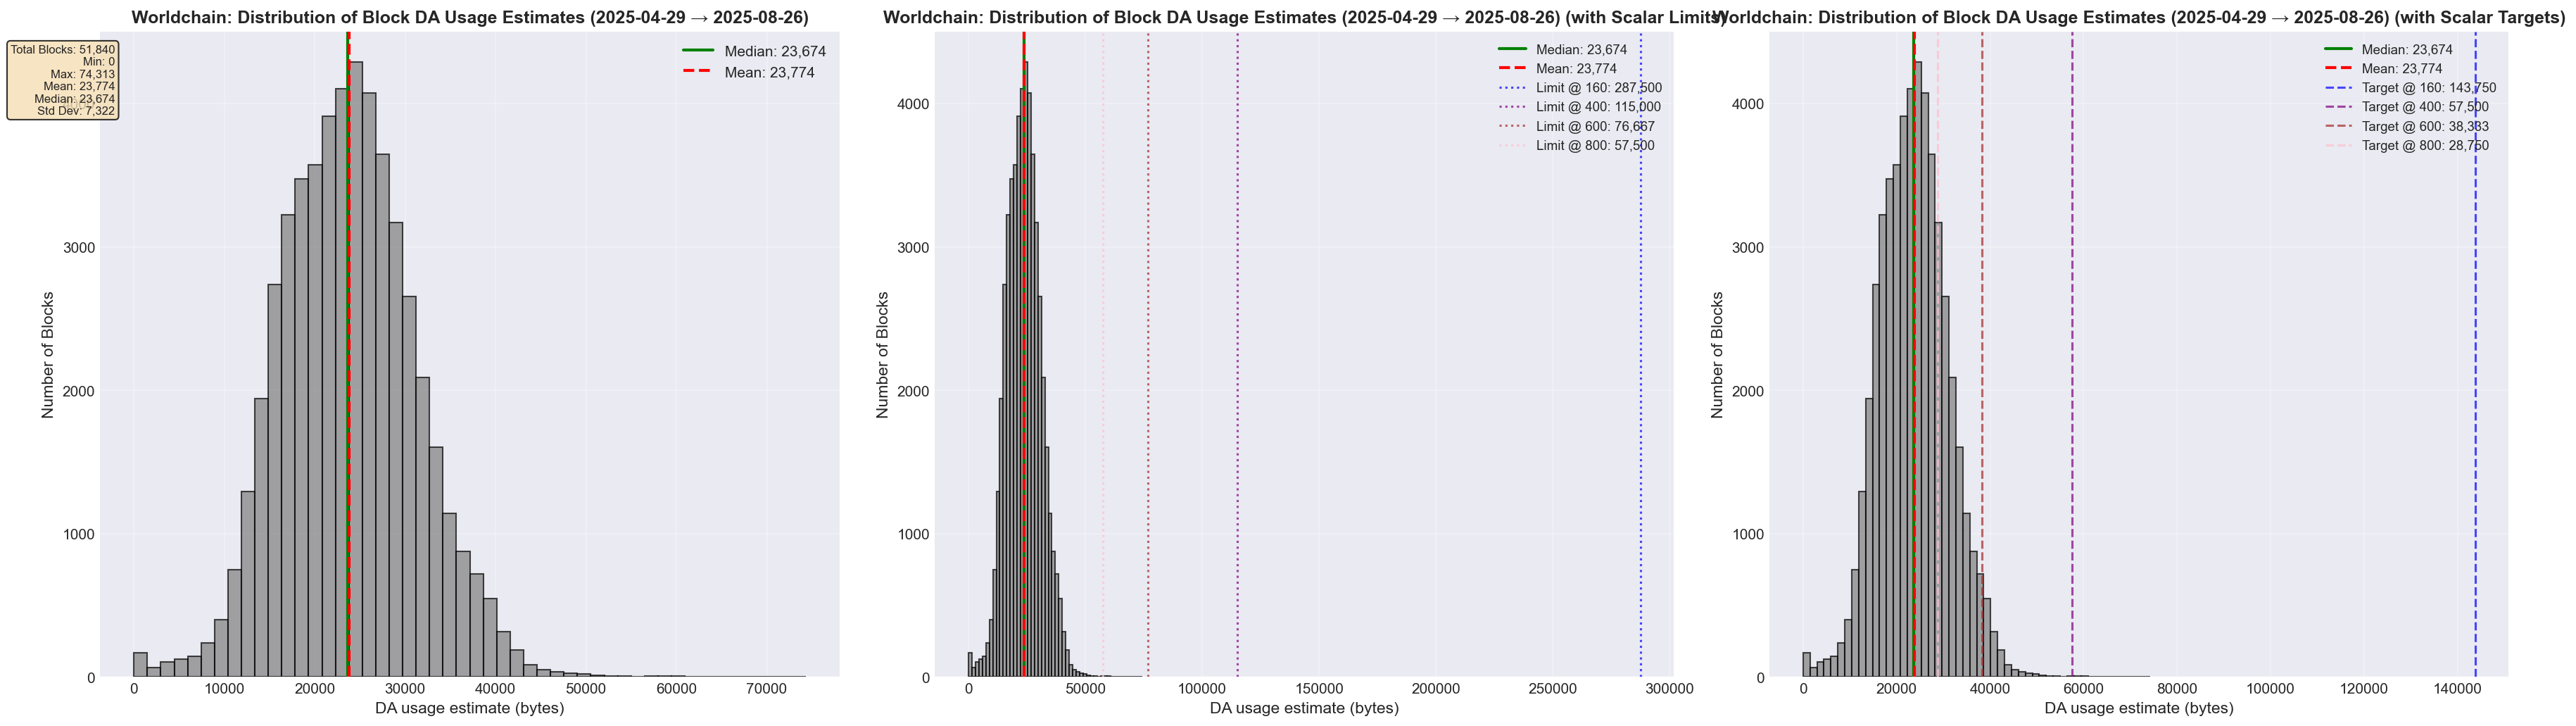 Worldchain: Distribution of Block DA Usage Estimates (2025-04-29 → 2025-08-26)
Total Blocks: 51,840
Min: 0
Max: 74,313
Mean: 23,774
Median: 23,674
Std Dev: 7,322
Median: 23,674
Mean: 23,774
Number of Blocks
3000
2000
1000
0
0
10000
20000
30000
40000
50000
60000
70000
DA usage estimate (bytes)
Worldchain: Distribution of Block DA Usage Estimates (2025-04-29 → 2025-08-26) (with Scalar Limits)
Median: 23,674
Mean: 23,774
Limit @ 160: 287,500
Limit @ 400: 115,000
Limit @ 600: 76,667
Limit @ 800: 57,500
Number of Blocks
4000
3000
2000
1000
0
0
50000
100000
150000
200000
250000
300000
DA usage estimate (bytes)
Worldchain: Distribution of Block DA Usage Estimates (2025-04-29 → 2025-08-26) (with Scalar Targets)
Median: 23,674
Mean: 23,774
Target @ 160: 143,750
Target @ 400: 57,500
Target @ 600: 38,333
Target @ 800: 28,750
Number of Blocks
4000
3000
2000
1000
0
0
20000
40000
60000
80000
100000
120000
140000
DA usage estimate (bytes)